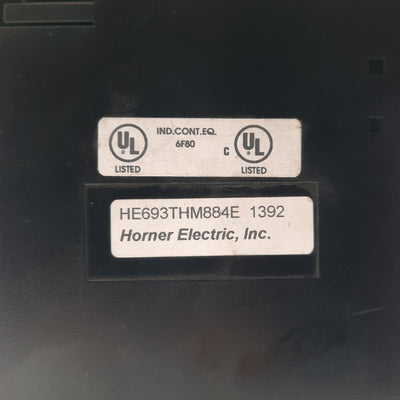 IND.CONT.EQ.
6F80
UL
LISTED
C UL
LISTED
HE693THM884E 1392
Horner Electric, Inc.